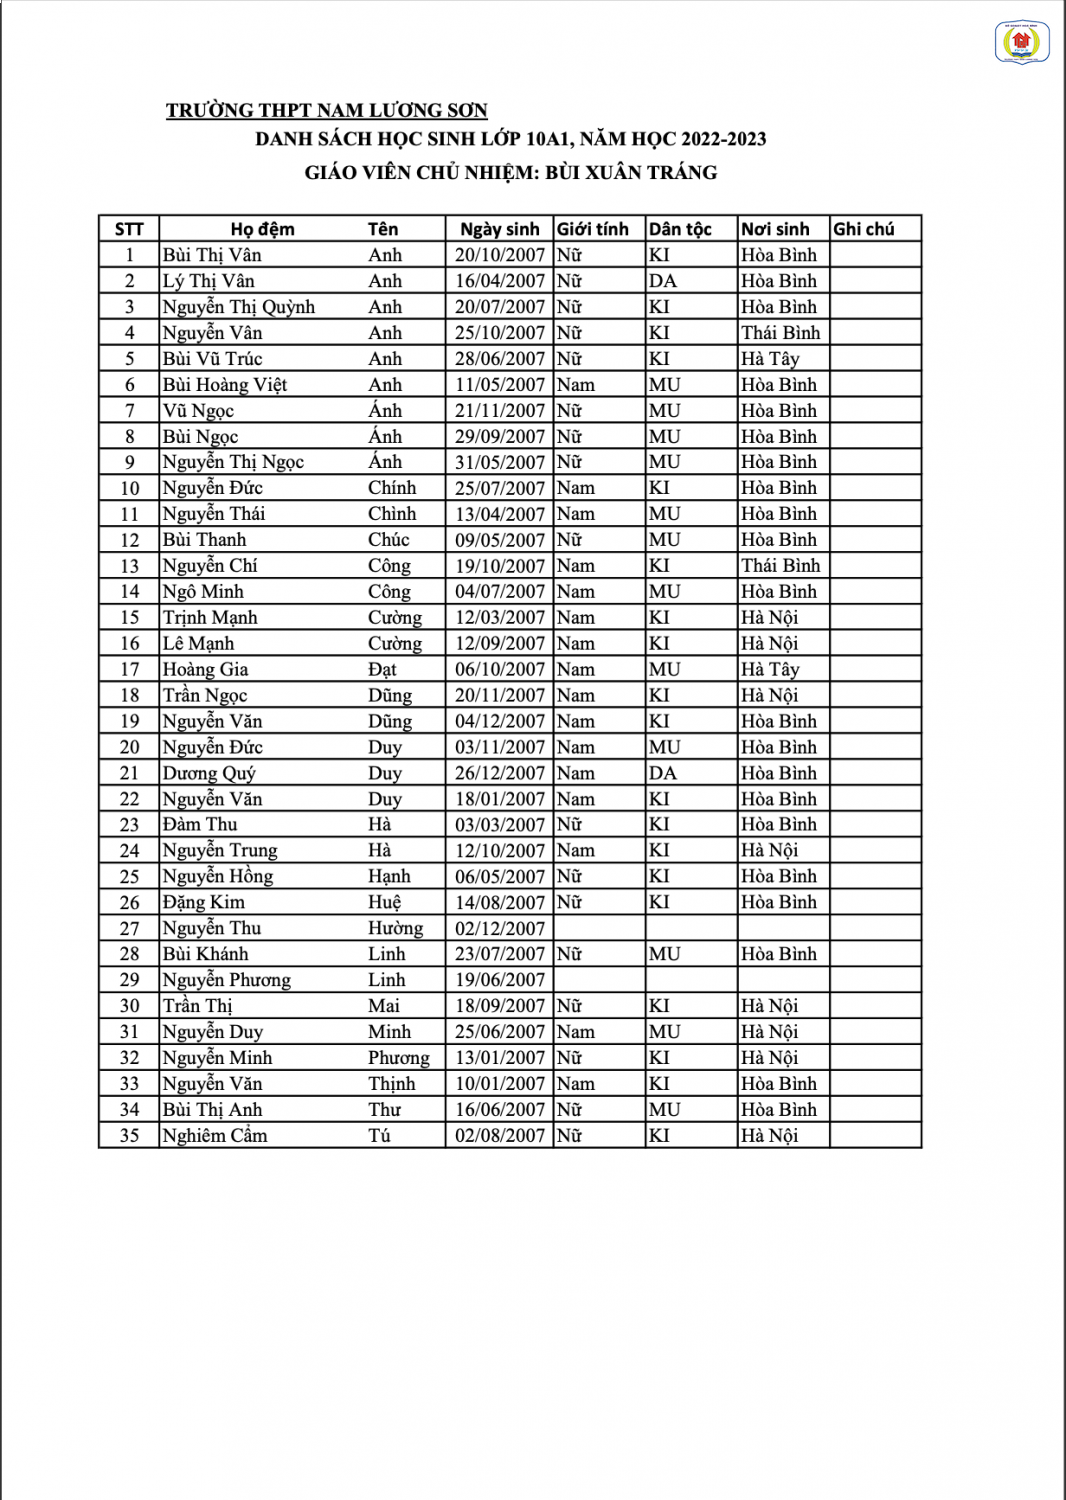 TRƯỜNG THPT NAM LƯƠNG SƠN
DANH SÁCH HỌC SINH LỚP 10A1, NĂM HỌC 2022-2023
GIÁO VIÊN CHỦ NHIỆM: BÙI XUÂN TRÁNG
STT Họ đệm Tên Ngày sinh Giới tính Dân tộc Nơi sinh Ghi chú
1 Bùi Thị Vân Anh 20/10/2007 Nữ KI Hòa Bình
2 Lý Thị Vân Anh 16/04/2007 Nữ DA Hòa Bình
3 Nguyễn Thị Quỳnh Anh 20/07/2007 Nữ KI Hòa Bình
4 Nguyễn Vân Anh 25/10/2007 Nữ KI Thái Bình
5 Bùi Vũ Trúc Anh 28/06/2007 Nữ KI Hà Tây
6 Bùi Hoàng Việt Anh 11/05/2007 Nam MU Hòa Bình
7 Vũ Ngọc Ánh 21/11/2007 Nữ MU Hòa Bình
8 Bùi Ngọc Ánh 29/09/2007 Nữ MU Hòa Bình
9 Nguyễn Thị Ngọc Ánh 31/05/2007 Nữ MU Hòa Bình
10 Nguyễn Đức Chính 25/07/2007 Nam KI Hòa Bình
11 Nguyễn Thái Chình 13/04/2007 Nam MU Hòa Bình
12 Bùi Thanh Chúc 09/05/2007 Nữ MU Hòa Bình
13 Nguyễn Chí Công 19/10/2007 Nam KI Thái Bình
14 Ngô Minh Công 04/07/2007 Nam MU Hòa Bình
15 Trịnh Mạnh Cường 12/03/2007 Nam KI Hà Nội
16 Lê Mạnh Cường 12/09/2007 Nam KI Hà Nội
17 Hoàng Gia Đạt 06/10/2007 Nam MU Hà Tây
18 Trần Ngọc Dũng 20/11/2007 Nam KI Hà Nội
19 Nguyễn Văn Dũng 04/12/2007 Nam KI Hòa Bình
20 Nguyễn Đức Duy 03/11/2007 Nam MU Hòa Bình
21 Dương Quý Duy 26/12/2007 Nam DA Hòa Bình
22 Nguyễn Văn Duy 18/01/2007 Nam KI Hòa Bình
23 Đàm Thu Hà 03/03/2007 Nữ KI Hòa Bình
24 Nguyễn Trung Hà 12/10/2007 Nam KI Hà Nội
25 Nguyễn Hồng Hạnh 06/05/2007 Nữ KI Hòa Bình
26 Đặng Kim Huệ 14/08/2007 Nữ KI Hòa Bình
27 Nguyễn Thu Hường 02/12/2007
28 Bùi Khánh Linh 23/07/2007 Nữ MU Hòa Bình
29 Nguyễn Phương Linh 19/06/2007
30 Trần Thị Mai 18/09/2007 Nữ KI Hà Nội
31 Nguyễn Duy Minh 25/06/2007 Nam MU Hà Nội
32 Nguyễn Minh Phương 13/01/2007 Nữ KI Hà Nội
33 Nguyễn Văn Thịnh 10/01/2007 Nam KI Hòa Bình
34 Bùi Thị Anh Thư 16/06/2007 Nữ MU Hòa Bình
35 Nghiêm Cẩm Tú 02/08/2007 Nữ KI Hà Nội